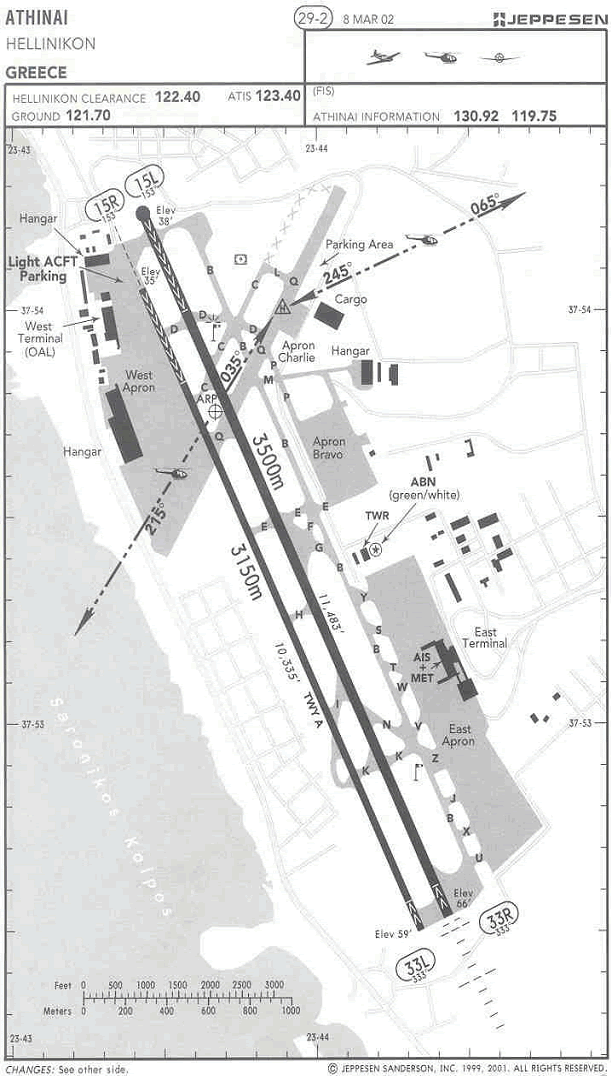 ATHINAI 29-2 8 MAR 02 JEPPESEN
HELLINIKON
GREECE
HELLINIKON CLEARANCE 122.40 ATIS 123.40
GROUND 121.70
(FIS)
ATHINAI INFORMATION 130.92 119.75
23-43 23-44
15R 153°
15L 153°
Elev 38'
Hangar
Light ACFT
Parking
Elev
35'
065°
245°
Parking Area
B
L
Q
C
H
Cargo
37-54 37-54
West
Terminal
(OAL)
D
D
D
C
B
Q
Apron
Charlie
Hangar
035°
P
M
P
West
Apron
C
ARP
Q
3500m
B
Apron
Bravo
Hangar
ABN
(green/white)
TWR
215°
E
E
E
F
G
B
3150m
Y
H
11,483'
S
B
T
W
East
Terminal
AIS
+
MET
10,335'
TWY A
I
N
V
37-53 37-53
East
Apron
K
K
Z
Saronikos Kolpos
J
B
X
U
Elev
66'
Elev 59'
33R
333°
33L
333°
Feet 0 500 1000 1500 2000 2500 3000
Meters 0 200 400 600 800 1000
23-43 23-44
CHANGES: See other side.
© JEPPESEN SANDERSON, INC. 1999, 2001. ALL RIGHTS RESERVED.